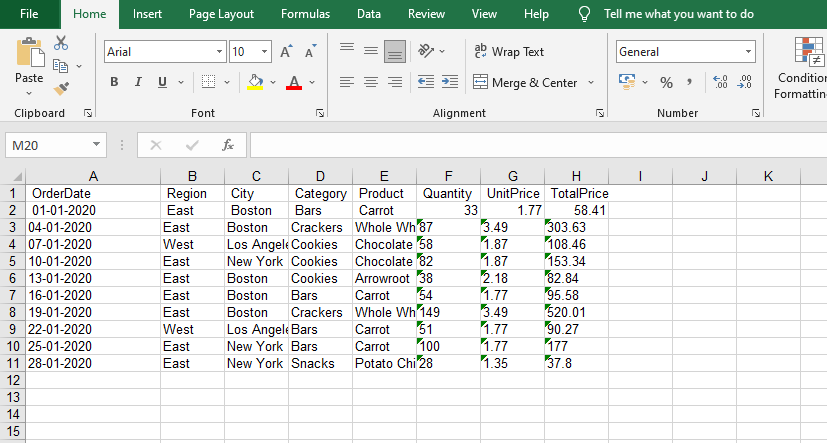 File Home Insert Page Layout Formulas Data Review View Help Tell me what you want to do
Paste Arial 10 A A ab Wrap Text General
B I U A Merge & Center % , .00 .0 Condition
Formattin
Clipboard Font Alignment Number
M20 fx
A B C D E F G H I J K
1 OrderDate Region City Category Product Quantity UnitPrice TotalPrice
2 01-01-2020 East Boston Bars Carrot 33 1.77 58.41
3 04-01-2020 East Boston Crackers Whole Wh 87 3.49 303.63
4 07-01-2020 West Los Angele Cookies Chocolate 58 1.87 108.46
5 10-01-2020 East New York Cookies Chocolate 82 1.87 153.34
6 13-01-2020 East Boston Cookies Arrowroot 38 2.18 82.84
7 16-01-2020 East Boston Bars Carrot 54 1.77 95.58
8 19-01-2020 East Boston Crackers Whole Wh 149 3.49 520.01
9 22-01-2020 West Los Angele Bars Carrot 51 1.77 90.27
10 25-01-2020 East New York Bars Carrot 100 1.77 177
11 28-01-2020 East New York Snacks Potato Chi 28 1.35 37.8
12
13
14
15